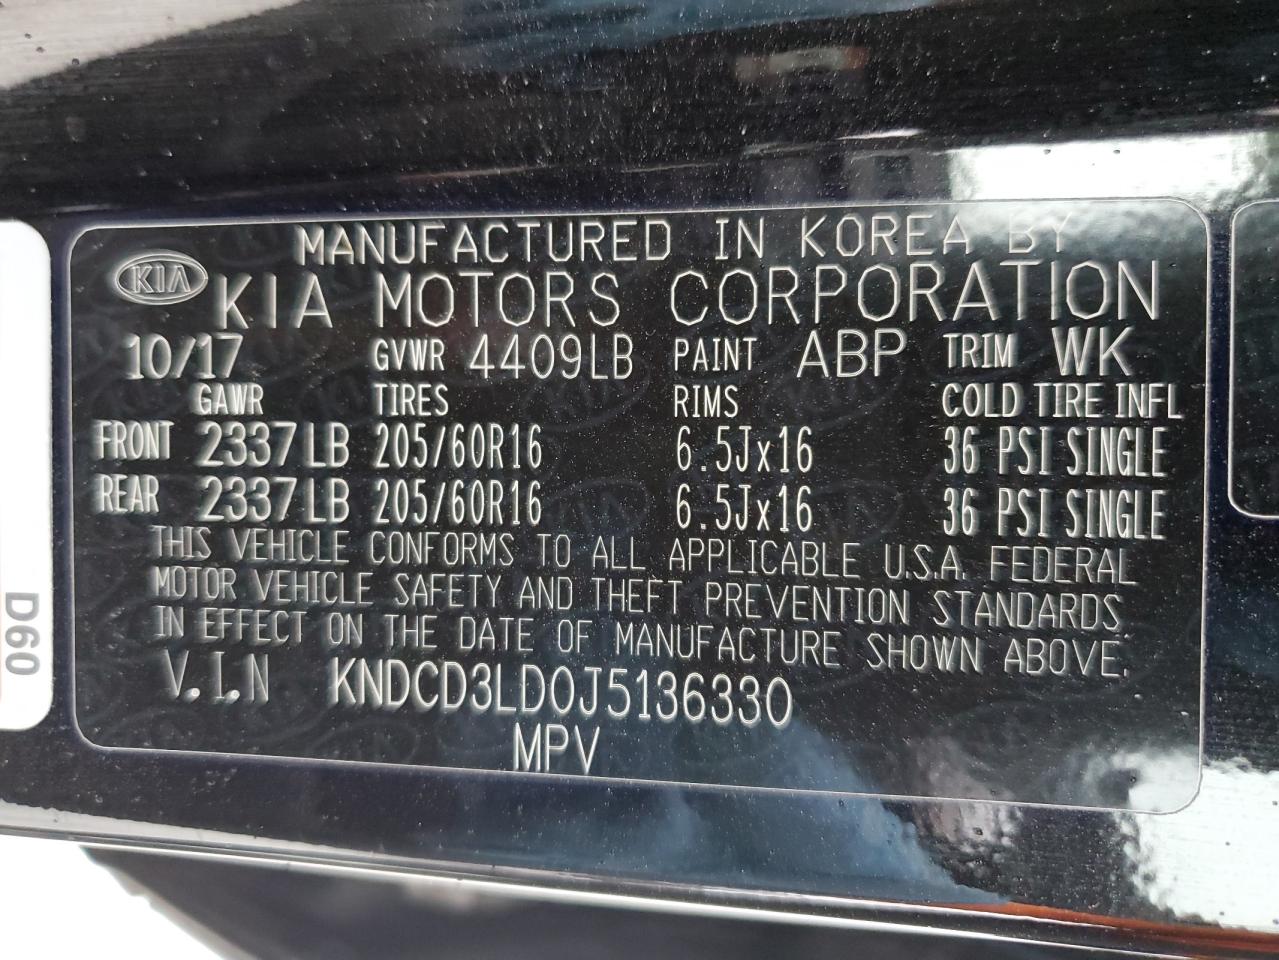 MANUFACTURED IN KOREA BY
KIA KIA MOTORS CORPORATION
10/17 GVWR 4409LB PAINT ABP TRIM WK
GAWR TIRES RIMS COLD TIRE INFL
FRONT 2337LB 205/60R16 6.5Jx16 36 PSI SINGLE
REAR 2337LB 205/60R16 6.5Jx16 36 PSI SINGLE
THIS VEHICLE CONFORMS TO ALL APPLICABLE U.S.A. FEDERAL
MOTOR VEHICLE SAFETY AND THEFT PREVENTION STANDARDS
IN EFFECT ON THE DATE OF MANUFACTURE SHOWN ABOVE.
V.I.N KNDCD3LD0J5136330
MPV
D60